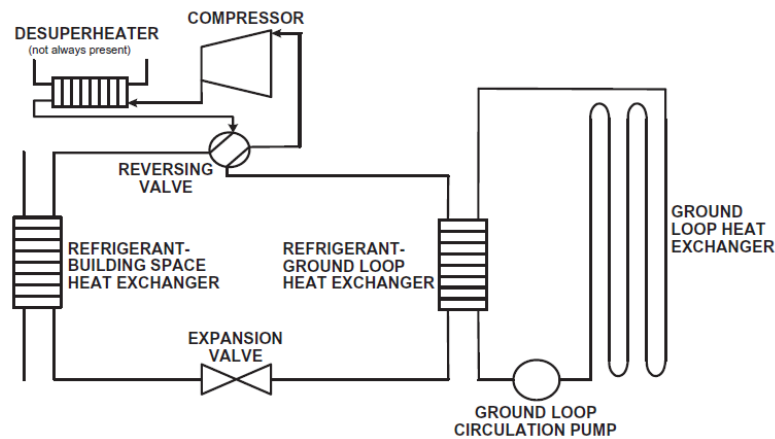 COMPRESSOR
DESUPERHEATER
(not always present)
REVERSING
VALVE
REFRIGERANT-
BUILDING SPACE
HEAT EXCHANGER
REFRIGERANT-
GROUND LOOP
HEAT EXCHANGER
GROUND
LOOP HEAT
EXCHANGER
EXPANSION
VALVE
GROUND LOOP
CIRCULATION PUMP